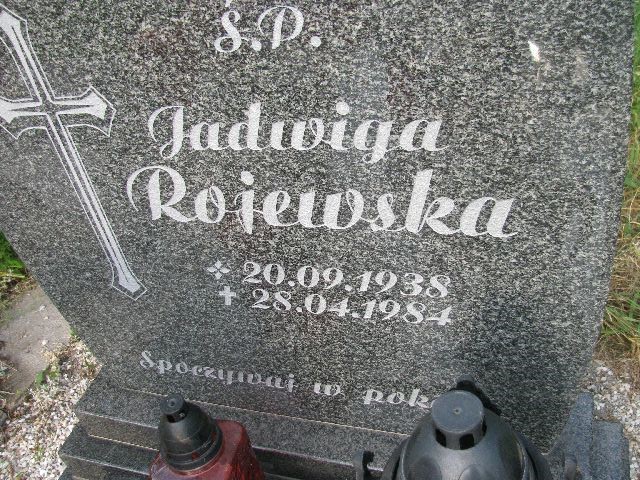 Ś.P.
Jadwiga
Rojewska
20.09.1938
28.04.1984
Spoczywaj w